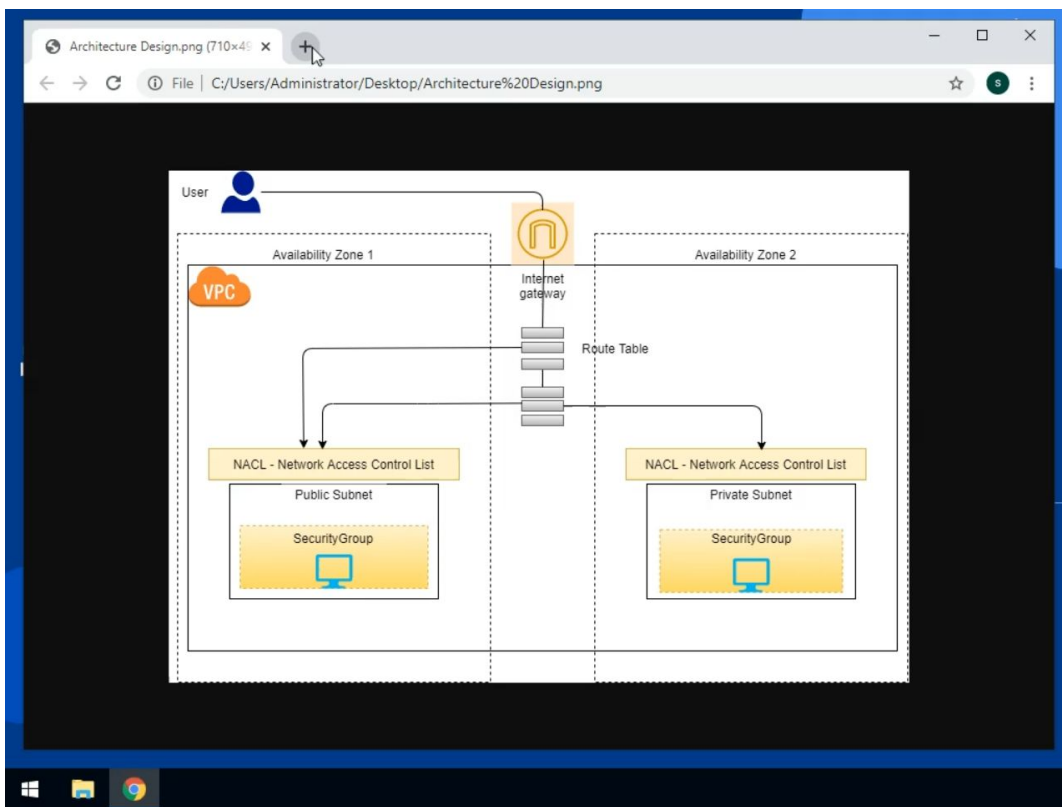 Architecture Design.png (710×49
File | C:/Users/Administrator/Desktop/Architecture%20Design.png
S
User
Availability Zone 1
Availability Zone 2
VPC
Internet
gateway
Route Table
NACL - Network Access Control List
NACL - Network Access Control List
Public Subnet
Private Subnet
SecurityGroup
SecurityGroup